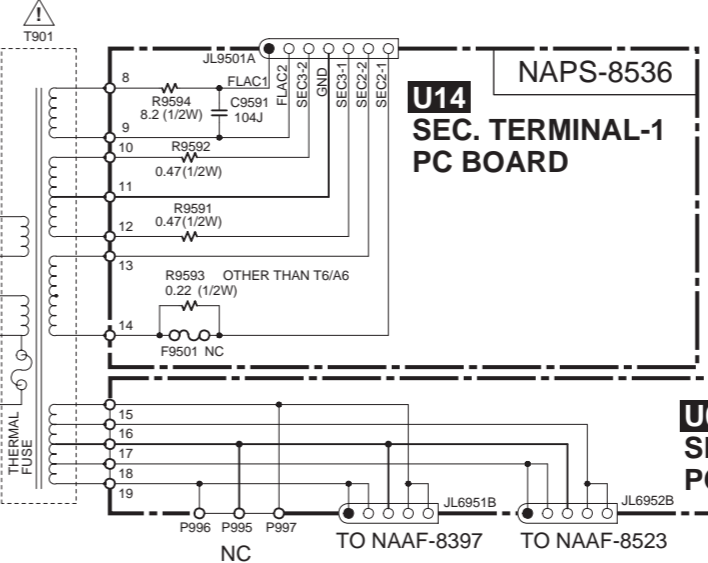 T901
JL9501A
NAPS-8536
8
FLAC1
FLAC2
SEC3-2
GND
SEC3-1
SEC2-2
SEC2-1
U14
SEC. TERMINAL-1
PC BOARD
R9594
8.2 (1/2W)
C9591
104J
9
10
R9592
0.47(1/2W)
11
R9591
0.47(1/2W)
12
13
R9593
0.22 (1/2W)
OTHER THAN T6/A6
14
F9501 NC
THERMAL
FUSE
15
16
17
18
19
P996
P995
P997
NC
JL6951B
TO NAAF-8397
JL6952B
TO NAAF-8523